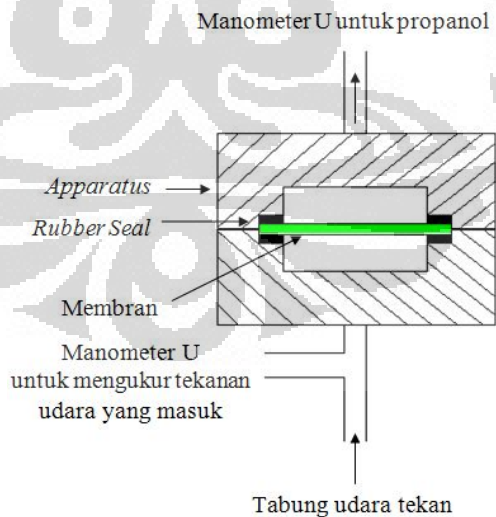 Manometer U untuk propanol
Apparatus
Rubber Seal
Membran
Manometer U
untuk mengukur tekanan
udara yang masuk
Tabung udara tekan